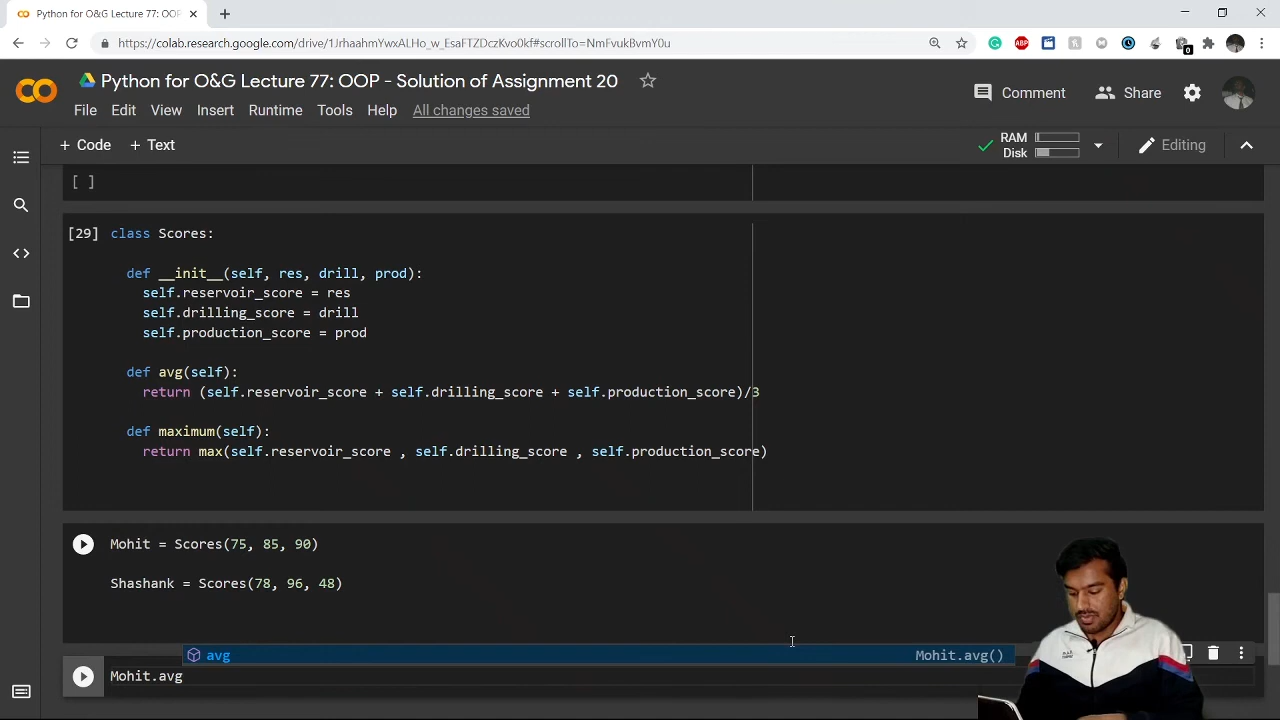 Python for O&G Lecture 77: OOP
https://colab.research.google.com/drive/1JrhaahnYwxALHo_w_EsaFTZDczKvo0kf#scrollTo=NmFvukBvmY0u
ABP
0
Python for O&G Lecture 77: OOP - Solution of Assignment 20
Comment
Share
File Edit View Insert Runtime Tools Help All changes saved
+ Code + Text
RAM
Disk
Editing
[ ]
[29] class Scores:
def __init__(self, res, drill, prod):
self.reservoir_score = res
self.drilling_score = drill
self.production_score = prod
def avg(self):
return (self.reservoir_score + self.drilling_score + self.production_score)/3
def maximum(self):
return max(self.reservoir_score , self.drilling_score , self.production_score)
Mohit = Scores(75, 85, 90)
Shashank = Scores(78, 96, 48)
avg Mohit.avg()
Mohit.avg